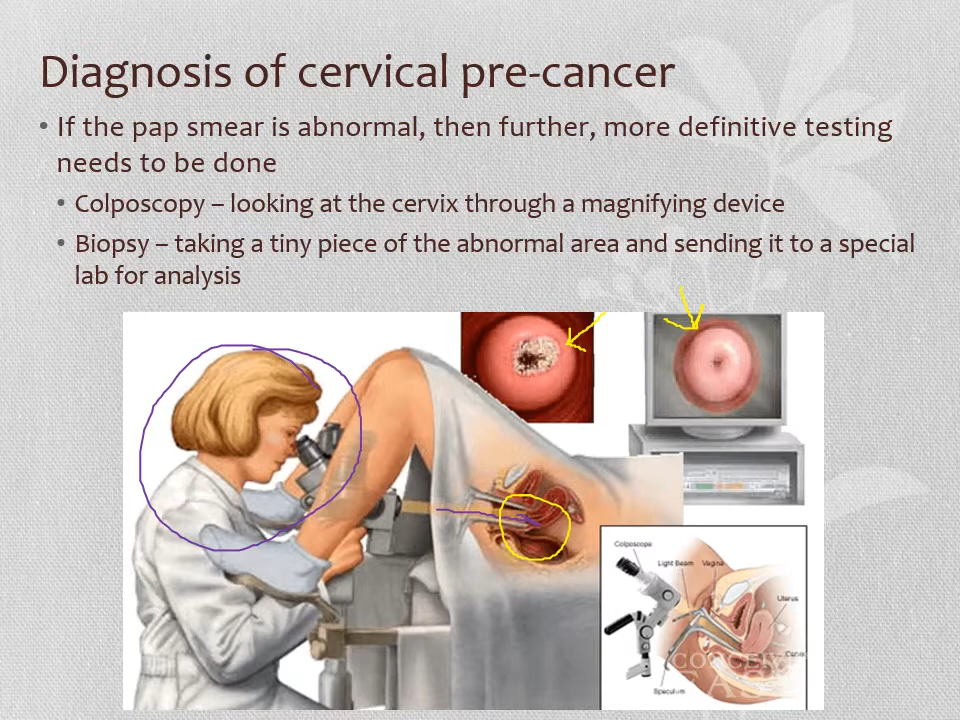 Diagnosis of cervical pre-cancer
• If the pap smear is abnormal, then further, more definitive testing
needs to be done
• Colposcopy – looking at the cervix through a magnifying device
• Biopsy – taking a tiny piece of the abnormal area and sending it to a special
lab for analysis
Colposcope
Light Beam
Vagina
Uterus
Speculum